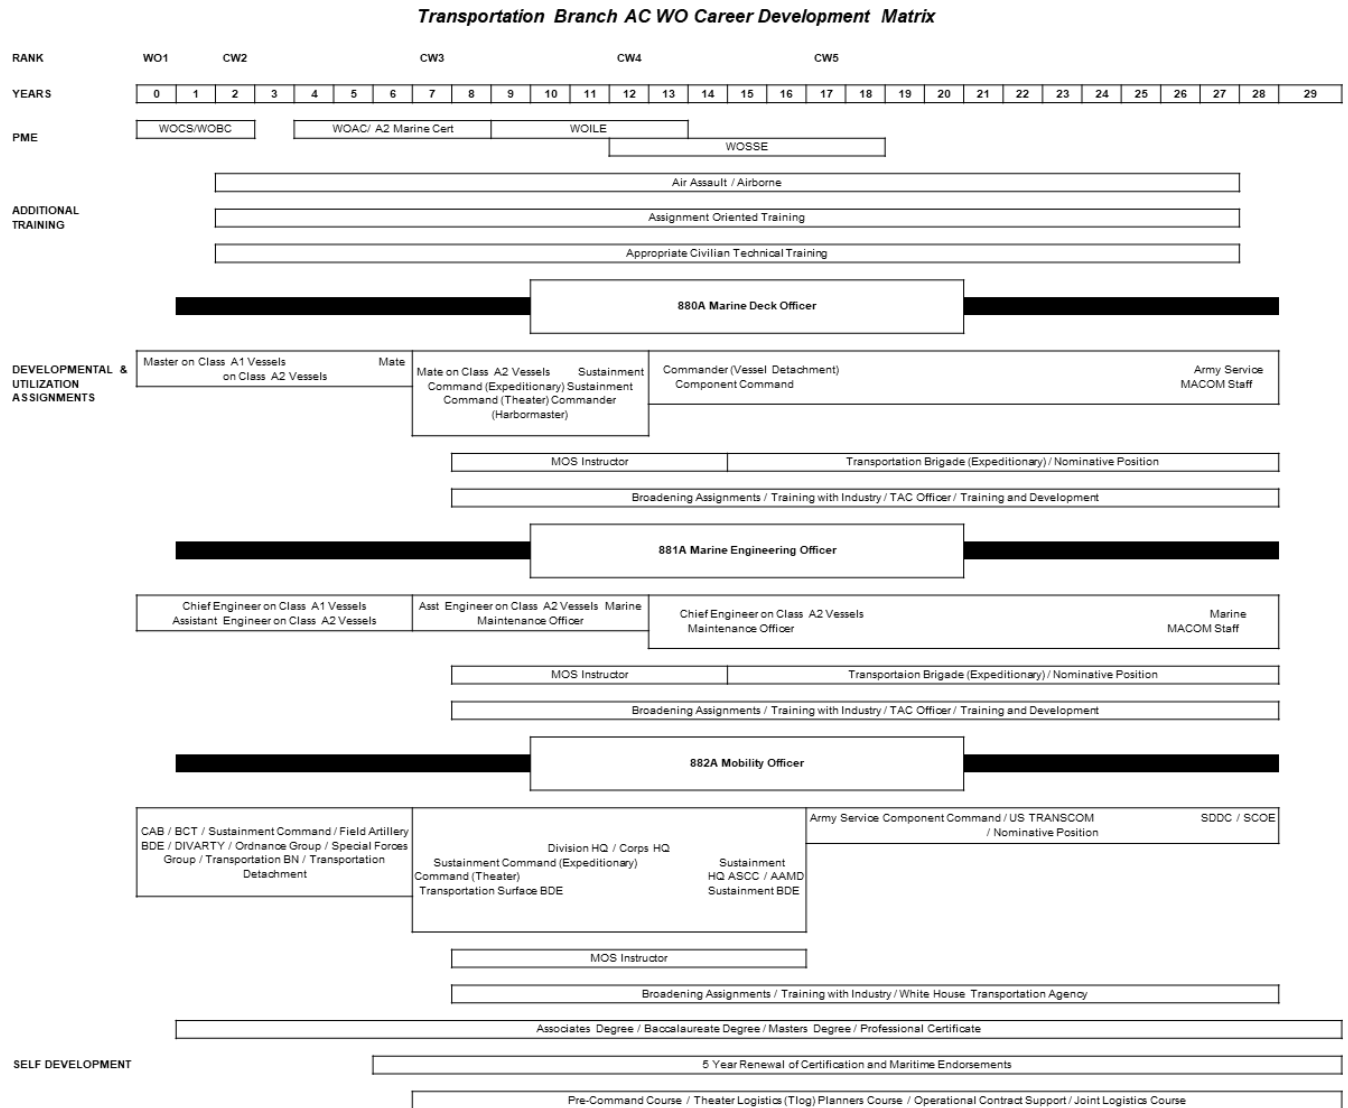 Transportation Branch AC WO Career Development Matrix
RANK WO1 CW2 CW3 CW4 CW5
YEARS 0 1 2 3 4 5 6 7 8 9 10 11 12 13 14 15 16 17 18 19 20 21 22 23 24 25 26 27 28 29
PME
WOCS/WOBC WOAC/ A2 Marine Cert WOILE
WOSSE
ADDITIONAL
TRAINING
Air Assault / Airborne
Assignment Oriented Training
Appropriate Civilian Technical Training
880A Marine Deck Officer
DEVELOPMENTAL &
UTILIZATION
ASSIGNMENTS
Master on Class A1 Vessels Mate
on Class A2 Vessels
Mate on Class A2 Vessels Sustainment
Command (Expeditionary) Sustainment
Command (Theater) Commander
(Harbormaster)
Commander (Vessel Detachment) Army Service
Component Command MACOM Staff
MOS Instructor Transportation Brigade (Expeditionary) / Nominative Position
Broadening Assignments / Training with Industry / TAC Officer / Training and Development
881A Marine Engineering Officer
Chief Engineer on Class A1 Vessels
Assistant Engineer on Class A2 Vessels
Asst Engineer on Class A2 Vessels Marine
Maintenance Officer
Chief Engineer on Class A2 Vessels Marine
Maintenance Officer MACOM Staff
MOS Instructor Transportaion Brigade (Expeditionary) / Nominative Position
Broadening Assignments / Training with Industry / TAC Officer / Training and Development
882A Mobility Officer
CAB / BCT / Sustainment Command / Field Artillery
BDE / DIVARTY / Ordnance Group / Special Forces
Group / Transportation BN / Transportation
Detachment
Division HQ / Corps HQ
Sustainment Command (Expeditionary) Sustainment
Command (Theater) HQ ASCC / AAMD
Transportation Surface BDE Sustainment BDE
Army Service Component Command / US TRANSCOM SDDC / SCOE
/ Nominative Position
MOS Instructor
Broadening Assignments / Training with Industry / White House Transportation Agency
Associates Degree / Baccalaureate Degree / Masters Degree / Professional Certificate
SELF DEVELOPMENT
5 Year Renewal of Certification and Maritime Endorsements
Pre-Command Course / Theater Logistics (Tlog) Planners Course / Operational Contract Support / Joint Logistics Course